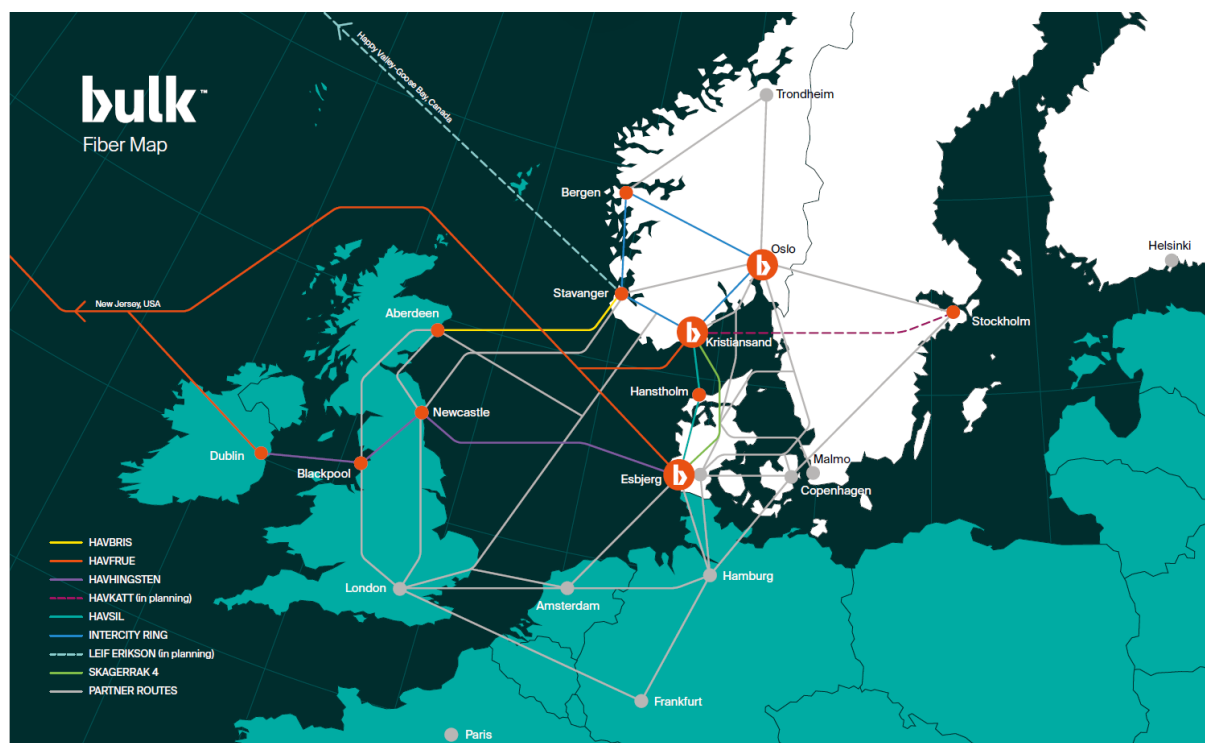 bulk™
Fiber Map
Happy Valley-Goose Bay, Canada
Trondheim
Bergen
Oslo
Helsinki
Stavanger
New Jersey, USA
Aberdeen
Stockholm
Kristiansand
Hanstholm
Newcastle
Dublin
Blackpool
Esbjerg
Malmo
Copenhagen
HAVBRIS
HAVFRUE
HAVHINGSTEN
HAVKATT (in planning)
HAVSIL
INTERCITY RING
LEIF ERIKSON (in planning)
SKAGERRAK 4
PARTNER ROUTES
London
Amsterdam
Hamburg
Frankfurt
Paris
b
b
b